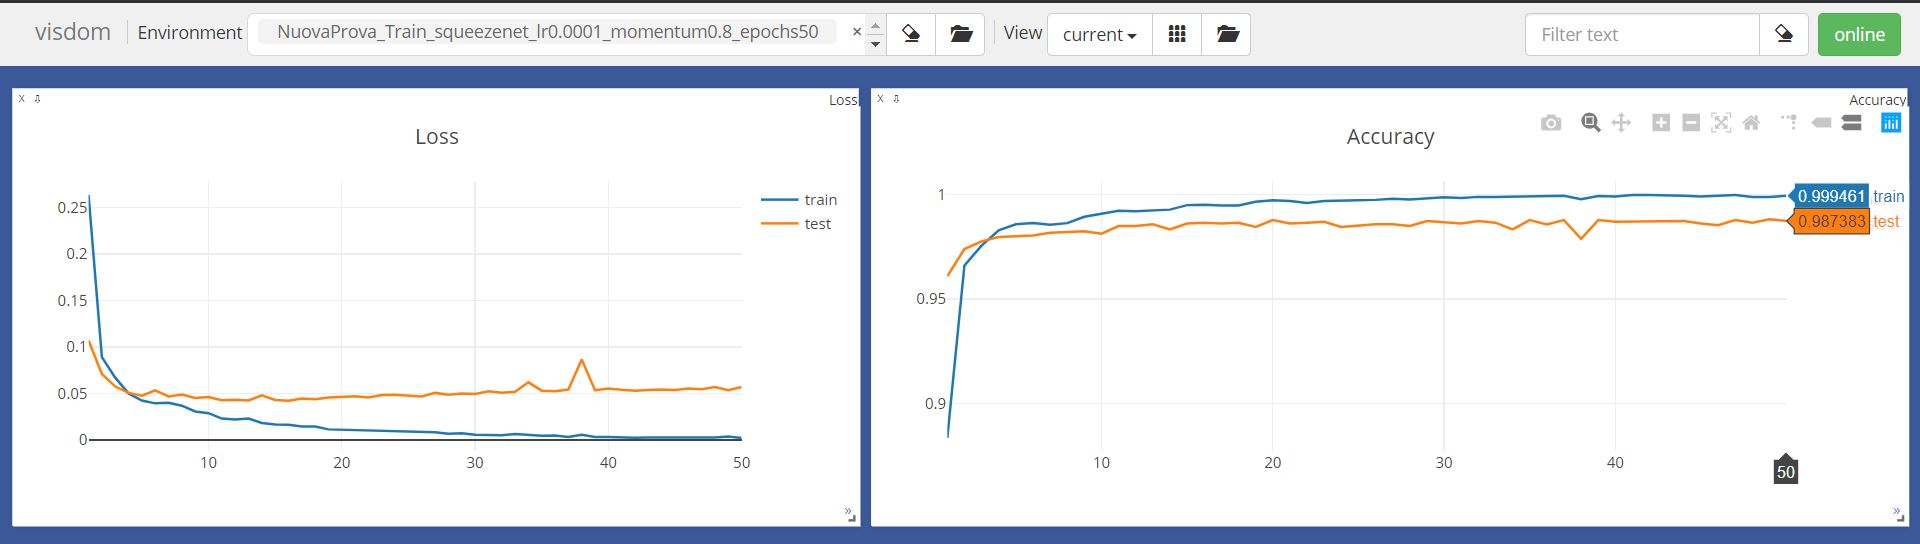 visdom Environment NuovaProva_Train_squeezenet_lr0.0001_momentum0.8_epochs50 × View current Filter text online
X Loss
Loss
train
test
0.25
0.2
0.15
0.1
0.05
0
10 20 30 40 50
»
X Accuracy
Accuracy
1
0.95
0.9
0.999461 train
0.987383 test
10 20 30 40 50
»